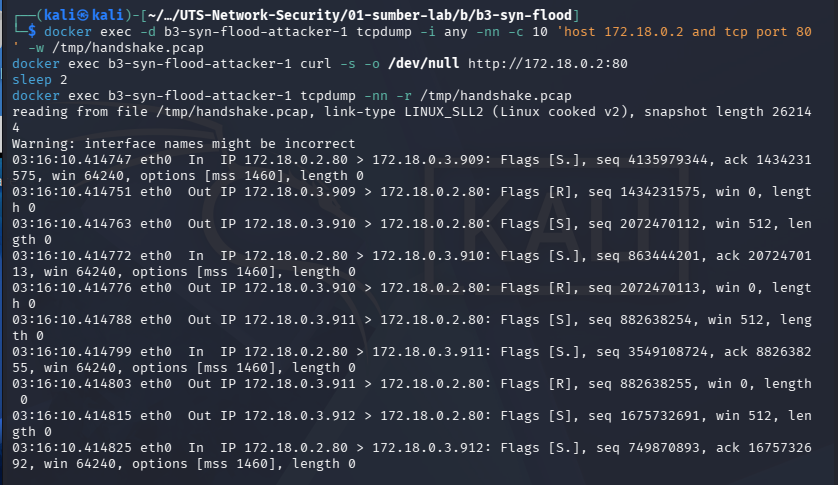 ┌──(kali㉿kali)-[~/…/UTS-Network-Security/01-sumber-lab/b/b3-syn-flood]
└─$ docker exec -d b3-syn-flood-attacker-1 tcpdump -i any -nn -c 10 'host 172.18.0.2 and tcp port 80
' -w /tmp/handshake.pcap
docker exec b3-syn-flood-attacker-1 curl -s -o /dev/null http://172.18.0.2:80
sleep 2
docker exec b3-syn-flood-attacker-1 tcpdump -nn -r /tmp/handshake.pcap
reading from file /tmp/handshake.pcap, link-type LINUX_SLL2 (Linux cooked v2), snapshot length 26214
4
Warning: interface names might be incorrect
03:16:10.414747 eth0  In  IP 172.18.0.2.80 > 172.18.0.3.909: Flags [S.], seq 4135979344, ack 1434231
575, win 64240, options [mss 1460], length 0
03:16:10.414751 eth0  Out IP 172.18.0.3.909 > 172.18.0.2.80: Flags [R], seq 1434231575, win 0, lengt
h 0
03:16:10.414763 eth0  Out IP 172.18.0.3.910 > 172.18.0.2.80: Flags [S], seq 2072470112, win 512, len
gth 0
03:16:10.414772 eth0  In  IP 172.18.0.2.80 > 172.18.0.3.910: Flags [S.], seq 863444201, ack 20724701
13, win 64240, options [mss 1460], length 0
03:16:10.414776 eth0  Out IP 172.18.0.3.910 > 172.18.0.2.80: Flags [R], seq 2072470113, win 0, lengt
h 0
03:16:10.414788 eth0  Out IP 172.18.0.3.911 > 172.18.0.2.80: Flags [S], seq 882638254, win 512, leng
th 0
03:16:10.414799 eth0  In  IP 172.18.0.2.80 > 172.18.0.3.911: Flags [S.], seq 3549108724, ack 8826382
55, win 64240, options [mss 1460], length 0
03:16:10.414803 eth0  Out IP 172.18.0.3.911 > 172.18.0.2.80: Flags [R], seq 882638255, win 0, length
 0
03:16:10.414815 eth0  Out IP 172.18.0.3.912 > 172.18.0.2.80: Flags [S], seq 1675732691, win 512, len
gth 0
03:16:10.414825 eth0  In  IP 172.18.0.2.80 > 172.18.0.3.912: Flags [S.], seq 749870893, ack 16757326
92, win 64240, options [mss 1460], length 0